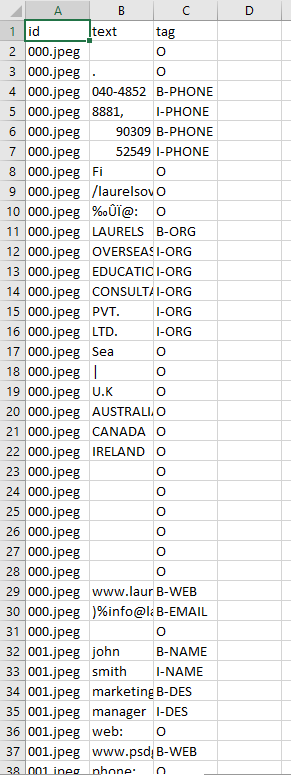 A B C D
1 id text tag
2 000.jpeg O
3 000.jpeg . O
4 000.jpeg 040-4852 B-PHONE
5 000.jpeg 8881, I-PHONE
6 000.jpeg 90309 B-PHONE
7 000.jpeg 52549 I-PHONE
8 000.jpeg Fi O
9 000.jpeg /laurelsov O
10 000.jpeg ‰ÛÏ@: O
11 000.jpeg LAURELS B-ORG
12 000.jpeg OVERSEAS I-ORG
13 000.jpeg EDUCATIO I-ORG
14 000.jpeg CONSULTA I-ORG
15 000.jpeg PVT. I-ORG
16 000.jpeg LTD. I-ORG
17 000.jpeg Sea O
18 000.jpeg | O
19 000.jpeg U.K O
20 000.jpeg AUSTRALIA O
21 000.jpeg CANADA O
22 000.jpeg IRELAND O
23 000.jpeg O
24 000.jpeg O
25 000.jpeg O
26 000.jpeg O
27 000.jpeg O
28 000.jpeg O
29 000.jpeg www.laur B-WEB
30 000.jpeg )%info@la B-EMAIL
31 000.jpeg O
32 001.jpeg john B-NAME
33 001.jpeg smith I-NAME
34 001.jpeg marketing B-DES
35 001.jpeg manager I-DES
36 001.jpeg web: O
37 001.jpeg www.psdg B-WEB
38 001.jpeg phone: O